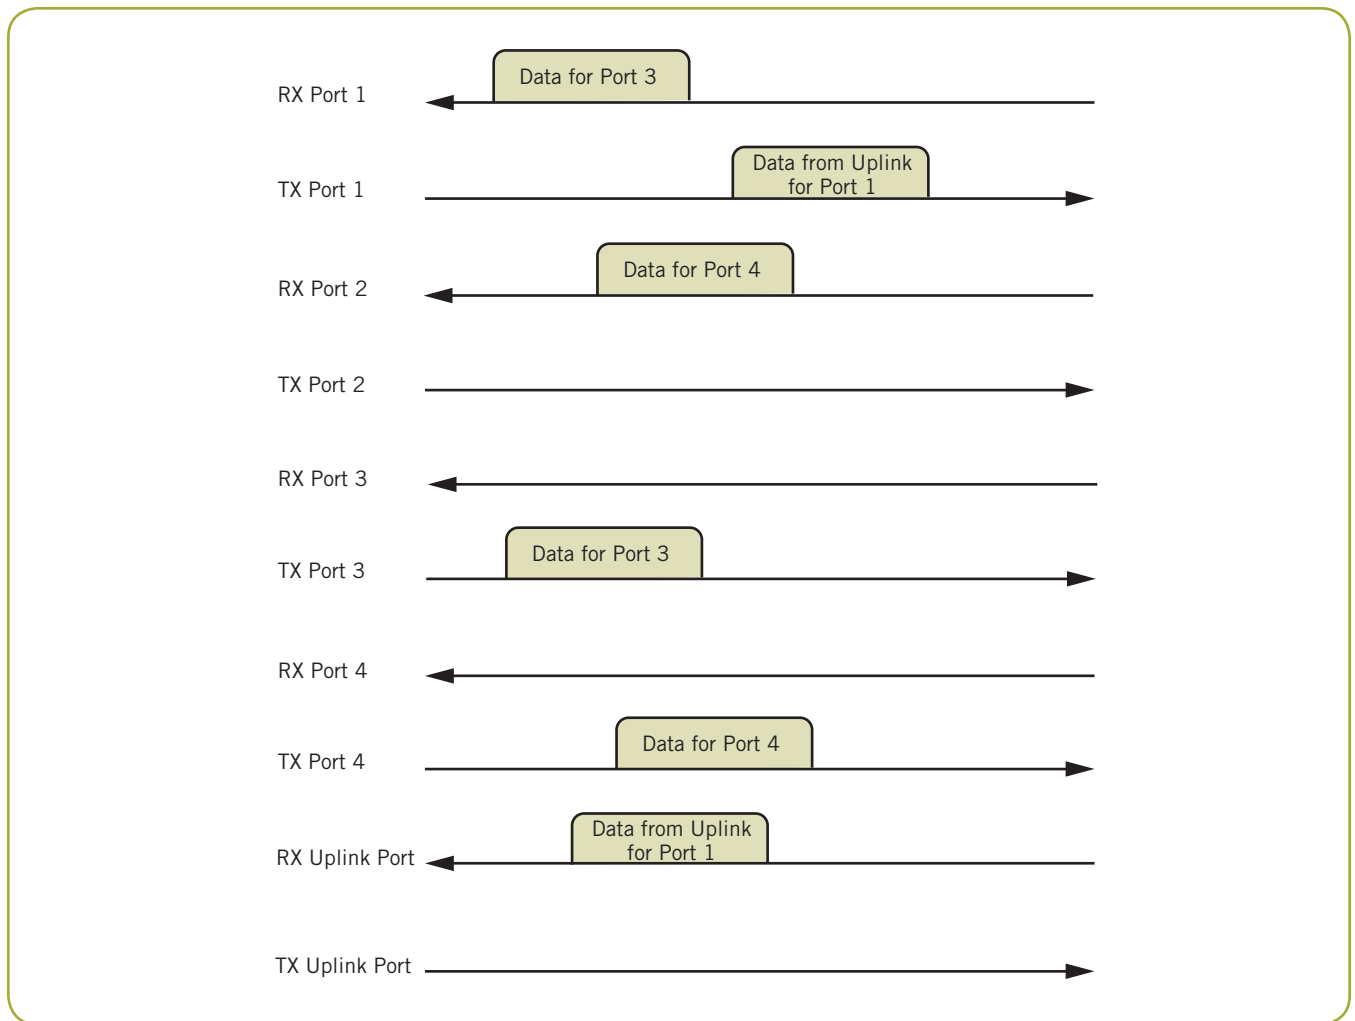 RX Port 1
Data for Port 3
TX Port 1
Data from Uplink
for Port 1
RX Port 2
Data for Port 4
TX Port 2
RX Port 3
TX Port 3
Data for Port 3
RX Port 4
TX Port 4
Data for Port 4
RX Uplink Port
Data from Uplink
for Port 1
TX Uplink Port